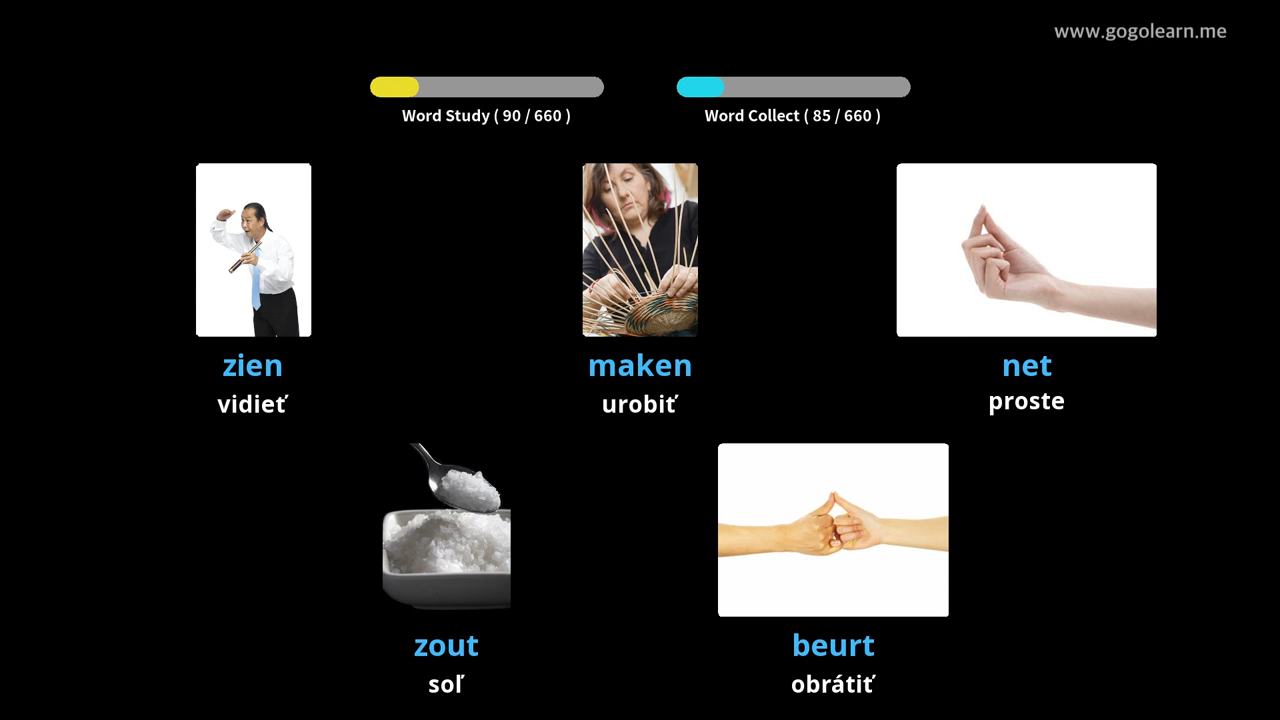 www.gogolearn.me
Word Study ( 90 / 660 )
Word Collect ( 85 / 660 )
zien
vidieť
maken
urobiť
net
proste
zout
soľ
beurt
obrátiť